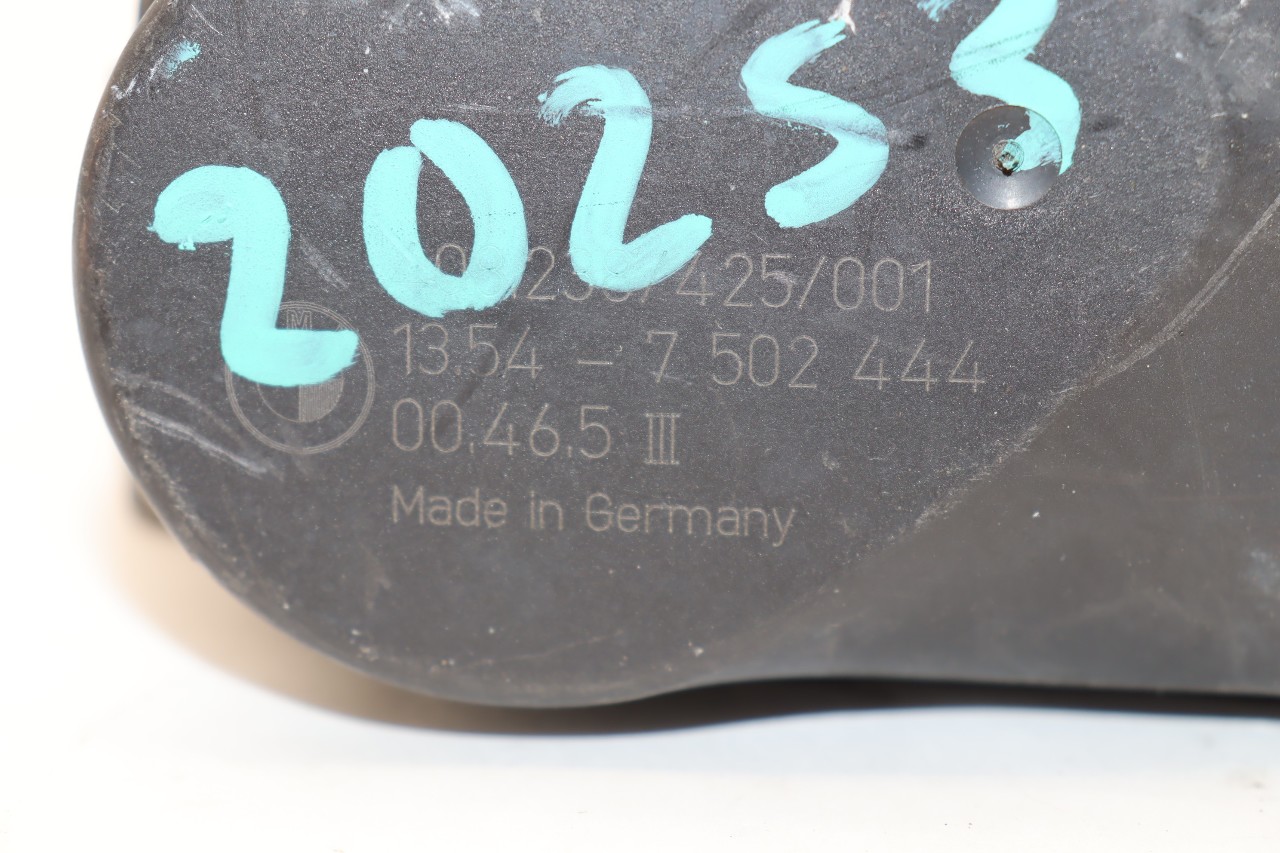 20253
425/001
13.54 - 7 502 444
00.46.5 III
Made in Germany